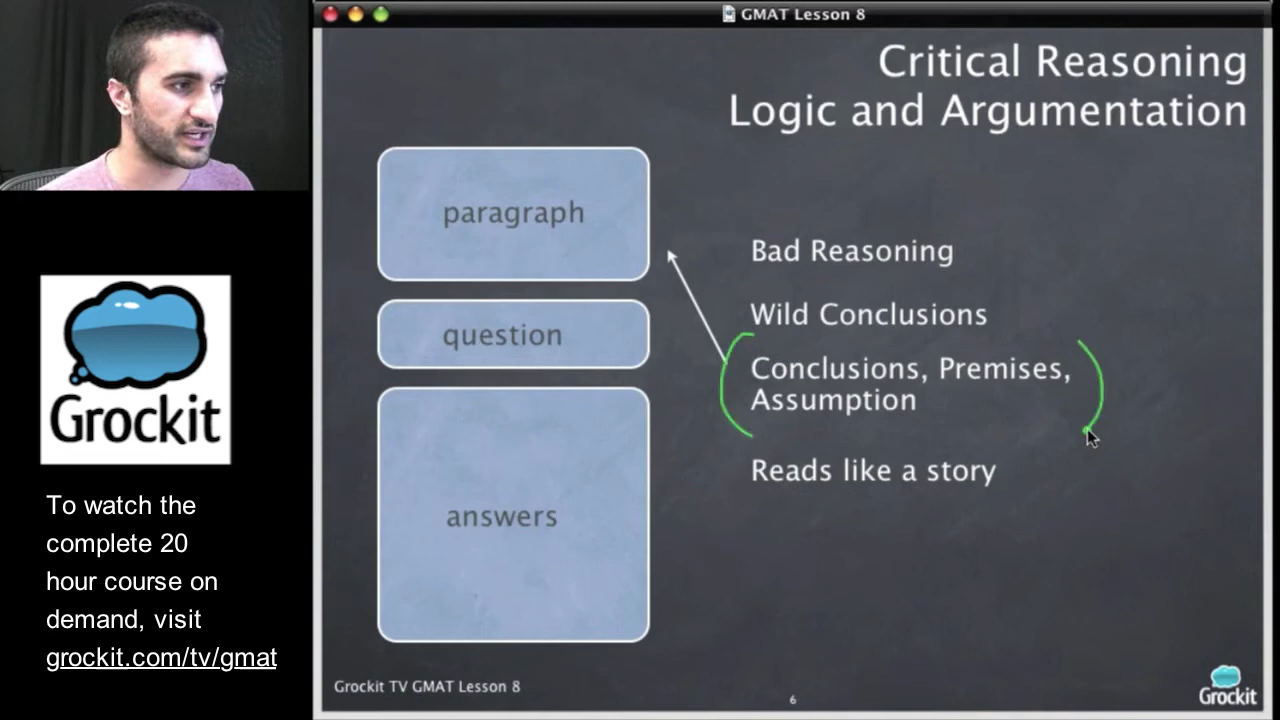 GMAT Lesson 8
Critical Reasoning
Logic and Argumentation
paragraph
question
answers
Bad Reasoning
Wild Conclusions
Conclusions, Premises,
Assumption
Reads like a story
Grockit
To watch the
complete 20
hour course on
demand, visit
grockit.com/tv/gmat
Grockit TV GMAT Lesson 8
6
Grockit